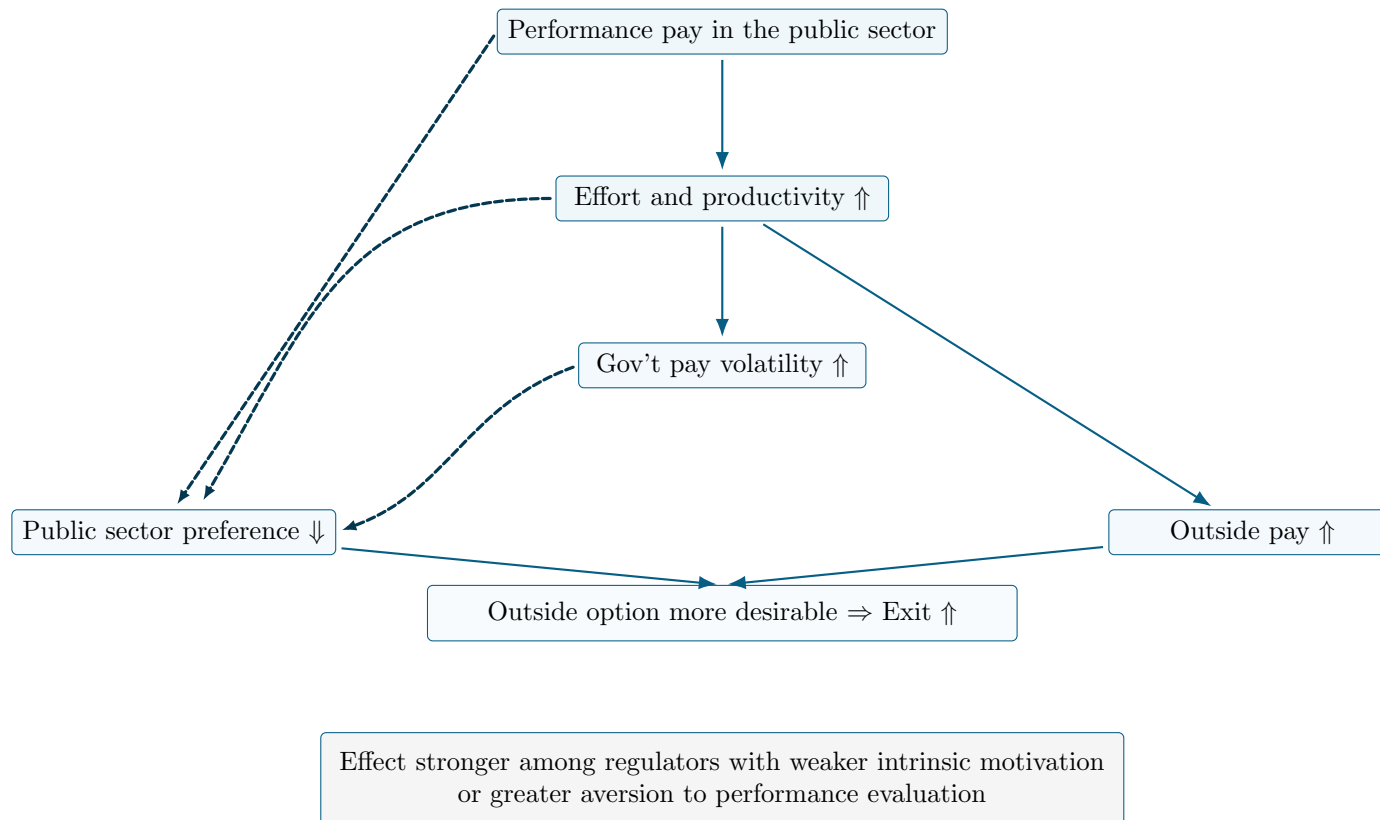 Performance pay in the public sector
Effort and productivity ⇑
Gov't pay volatility ⇑
Public sector preference ⇓
Outside pay ⇑
Outside option more desirable ⇒ Exit ⇑
Effect stronger among regulators with weaker intrinsic motivation
or greater aversion to performance evaluation